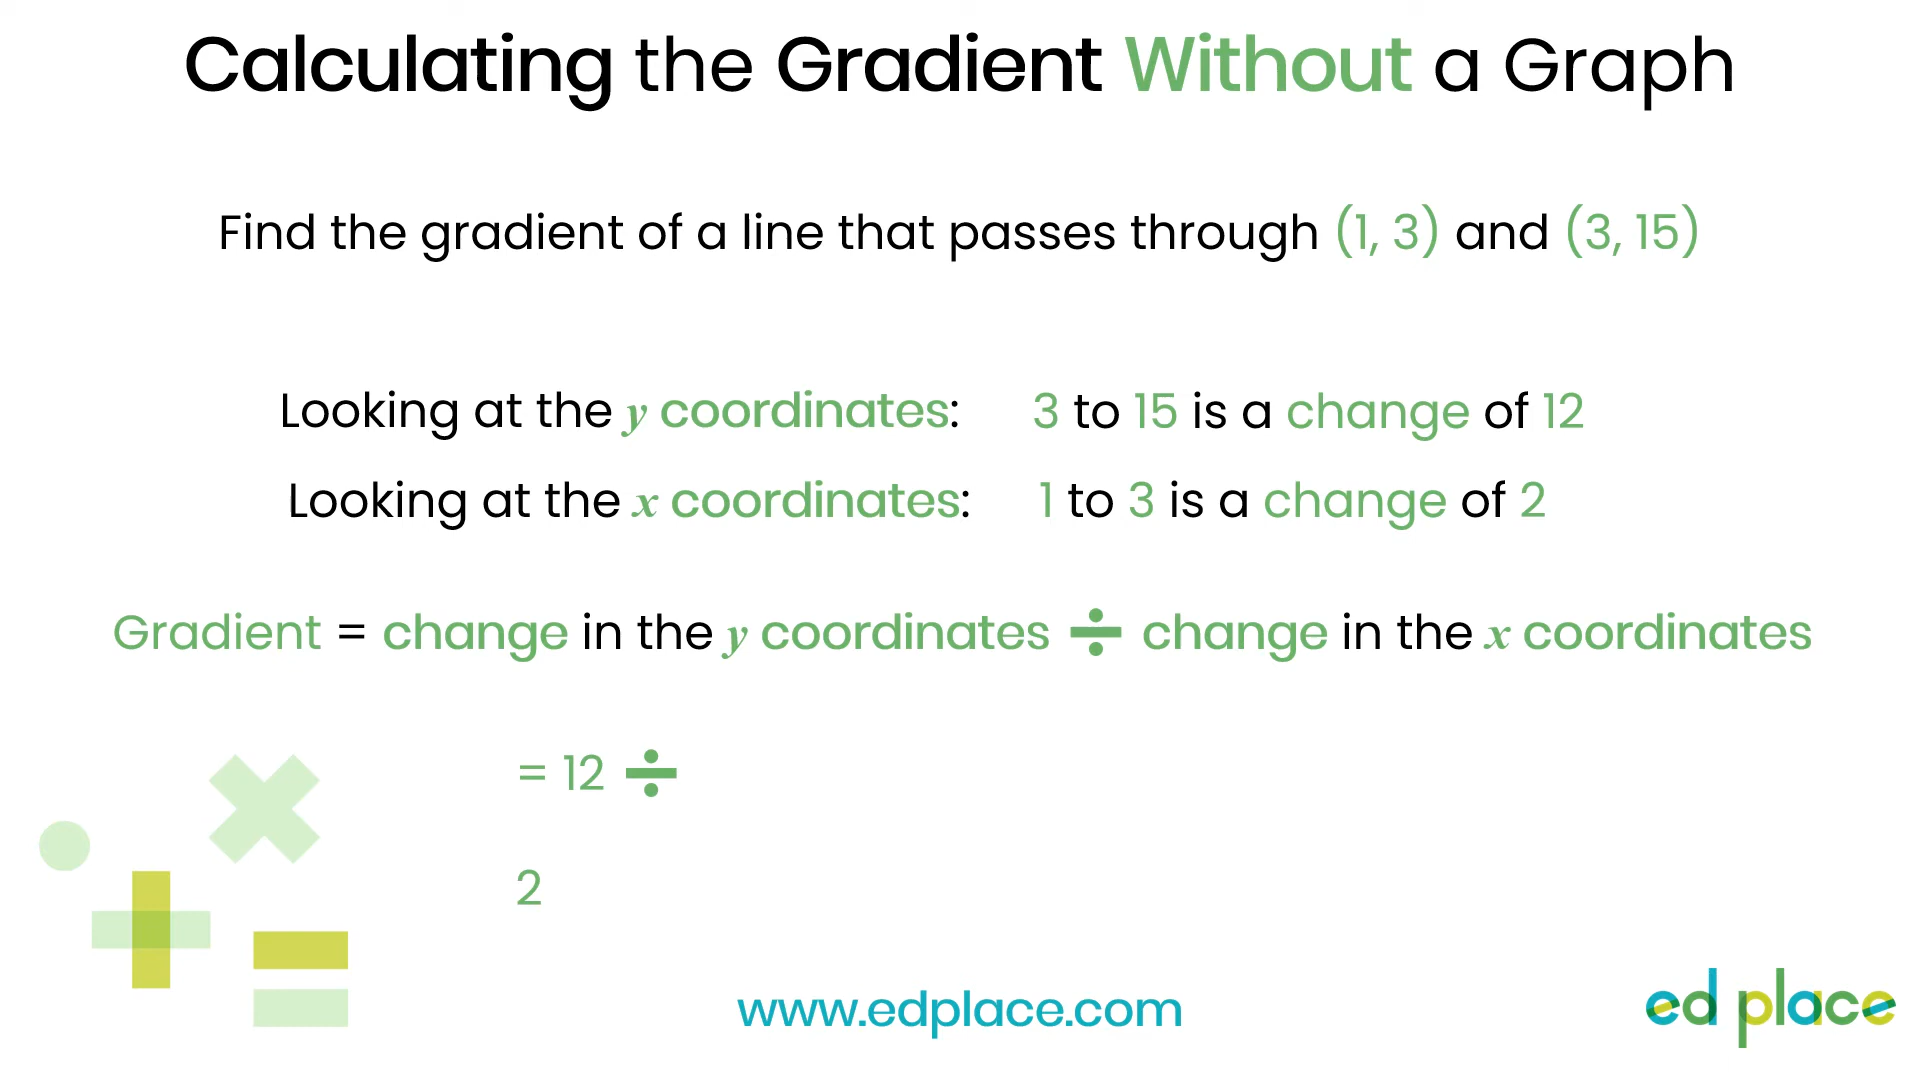 Calculating the Gradient Without a Graph
Find the gradient of a line that passes through (1, 3) and (3, 15)
Looking at the y coordinates: 3 to 15 is a change of 12
Looking at the x coordinates: 1 to 3 is a change of 2
Gradient = change in the y coordinates ÷ change in the x coordinates
= 12 ÷
2
www.edplace.com
ed place